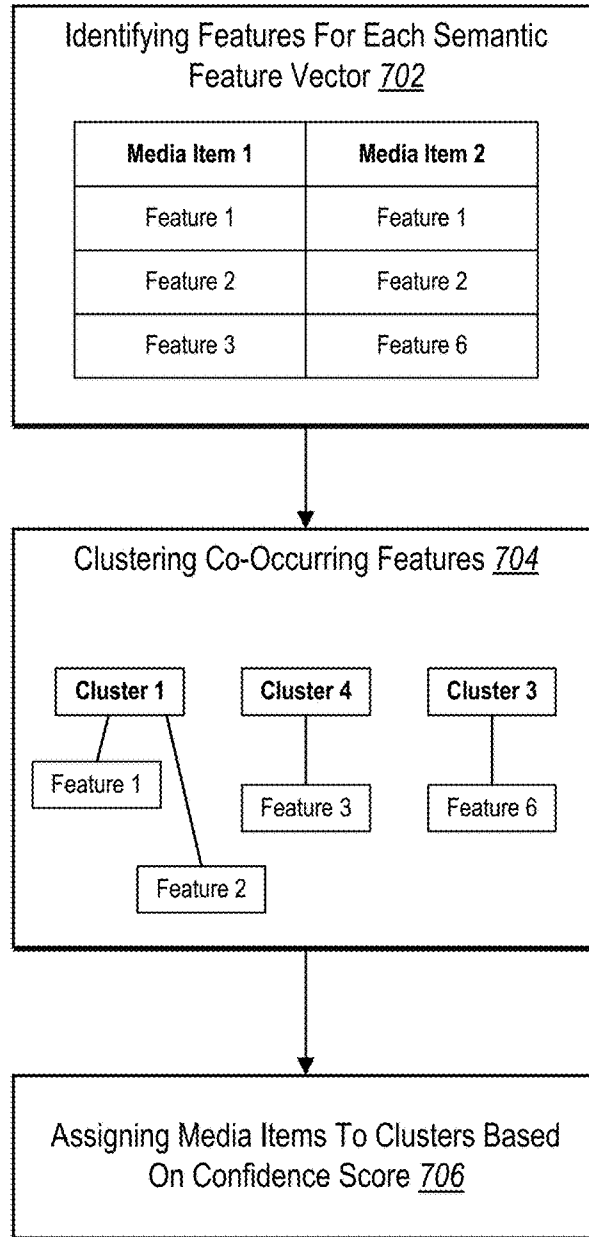 Identifying Features For Each Semantic
Feature Vector 702
Media Item 1 Media Item 2
Feature 1 Feature 1
Feature 2 Feature 2
Feature 3 Feature 6
Clustering Co-Occurring Features 704
Cluster 1 Cluster 4 Cluster 3
Feature 1 Feature 3 Feature 6
Feature 2
Assigning Media Items To Clusters Based
On Confidence Score 706